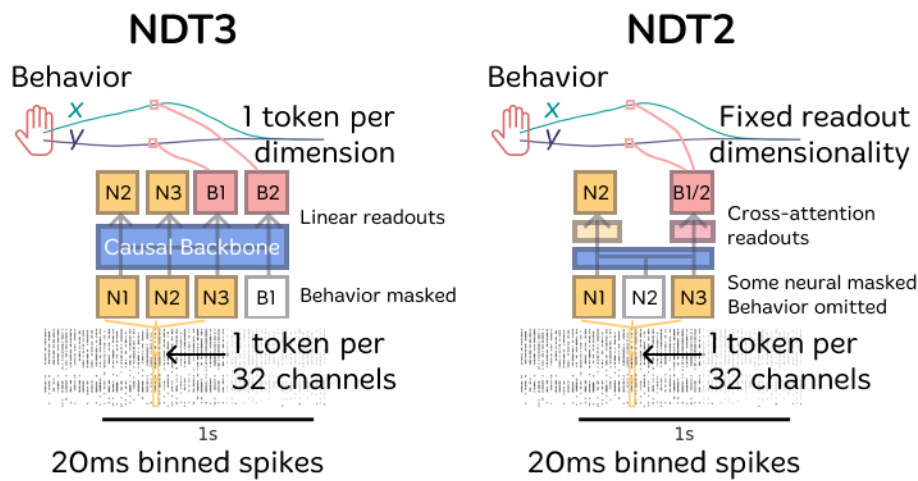 NDT3
Behavior
x
y
1 token per
dimension
N2 N3 B1 B2
Linear readouts
Causal Backbone
N1 N2 N3 B1
Behavior masked
1 token per
32 channels
1s
20ms binned spikes
NDT2
Behavior
x
y
Fixed readout
dimensionality
N2 B1/2
Cross-attention
readouts
N1 N2 N3
Some neural masked
Behavior omitted
1 token per
32 channels
1s
20ms binned spikes